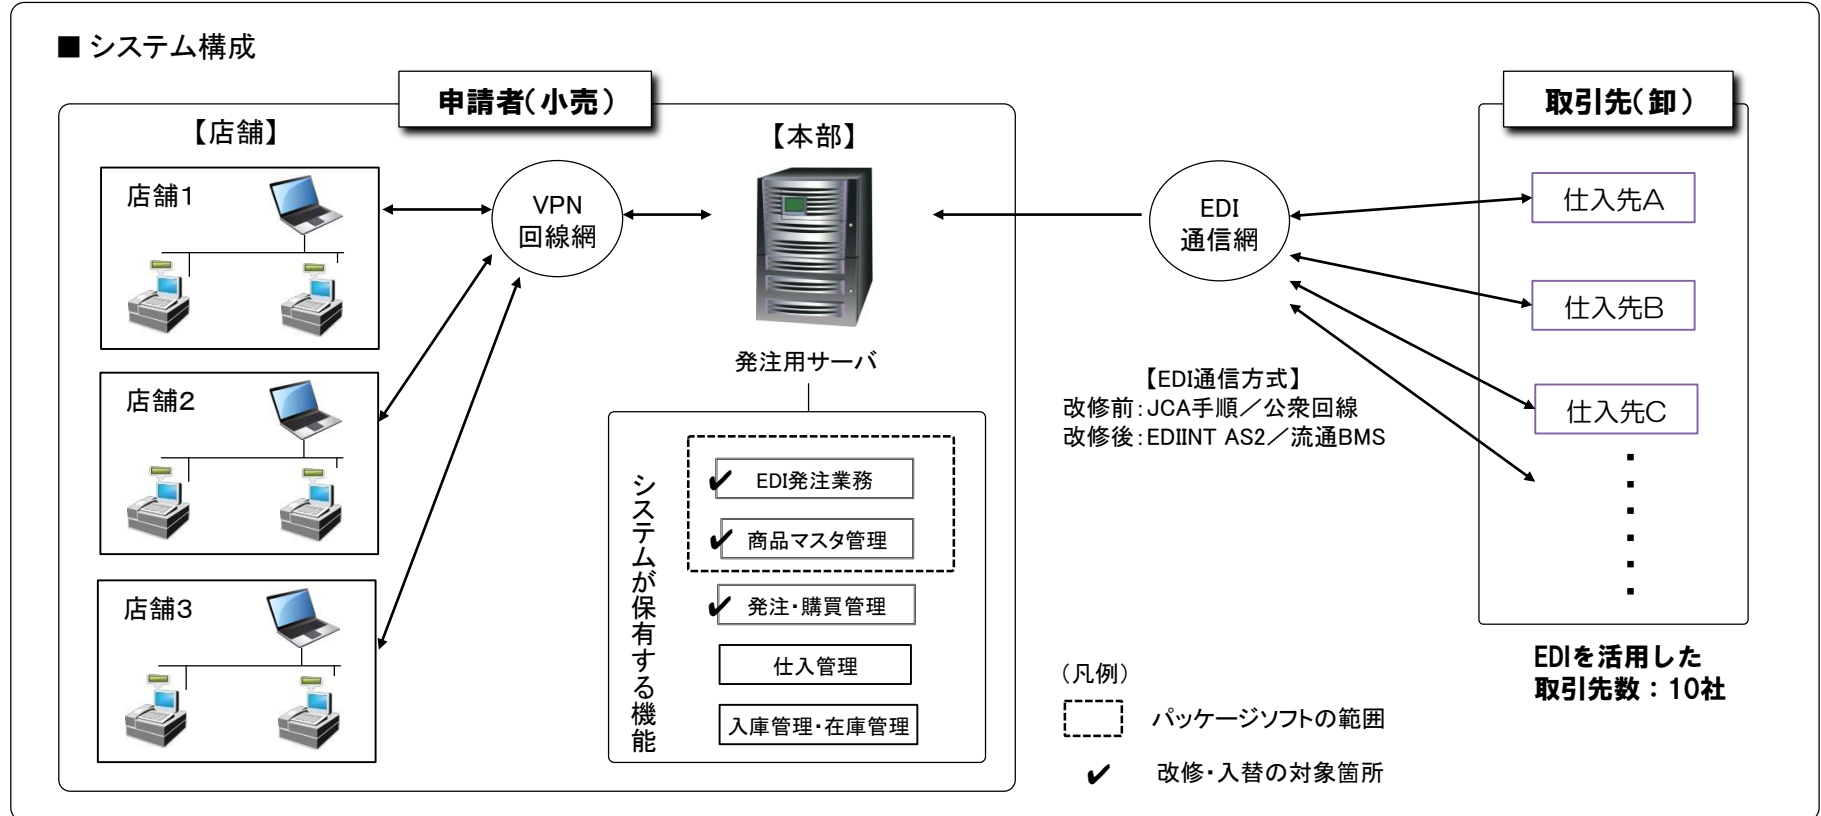 ■ システム構成
申請者(小売)
【店舗】
店舗1
店舗2
店舗3
VPN
回線網
【本部】
発注用サーバ
システムが保有する機能
✔ EDI発注業務
✔ 商品マスタ管理
✔ 発注・購買管理
仕入管理
入庫管理・在庫管理
EDI
通信網
【EDI通信方式】
改修前:JCA手順/公衆回線
改修後:EDIINT AS2/流通BMS
取引先(卸)
仕入先A
仕入先B
仕入先C
EDIを活用した
取引先数:10社
(凡例)
パッケージソフトの範囲
✔ 改修・入替の対象箇所